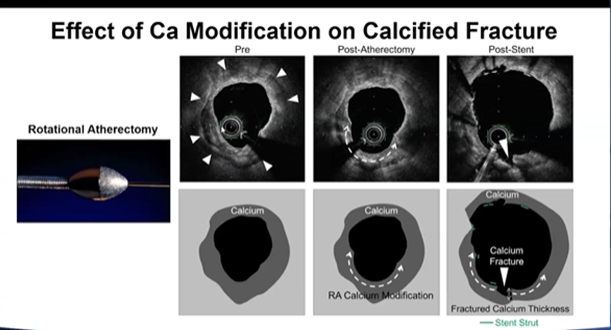 Effect of Ca Modification on Calcified Fracture
Pre
Post-Atherectomy
Post-Stent
Rotational Atherectomy
Calcium
Calcium
RA Calcium Modification
Calcium
Calcium
Fracture
Fractured Calcium Thickness
Stent Strut